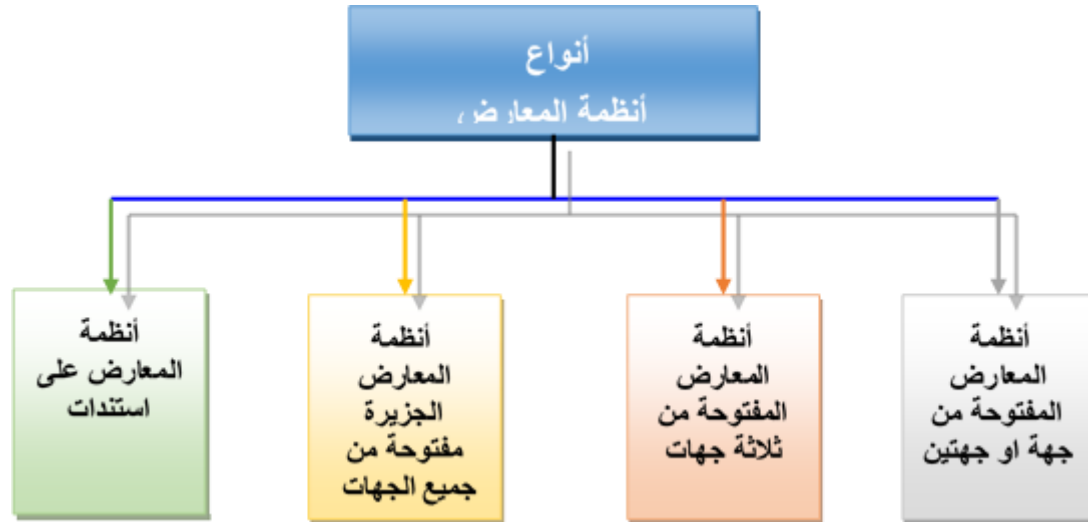 أنواع
أنظمة المعارض
أنظمة
المعارض
المفتوحة من
جهة او جهتين
أنظمة
المعارض
المفتوحة من
ثلاثة جهات
أنظمة
المعارض
الجزيرة
مفتوحة من
جميع الجهات
أنظمة
المعارض على
استندات